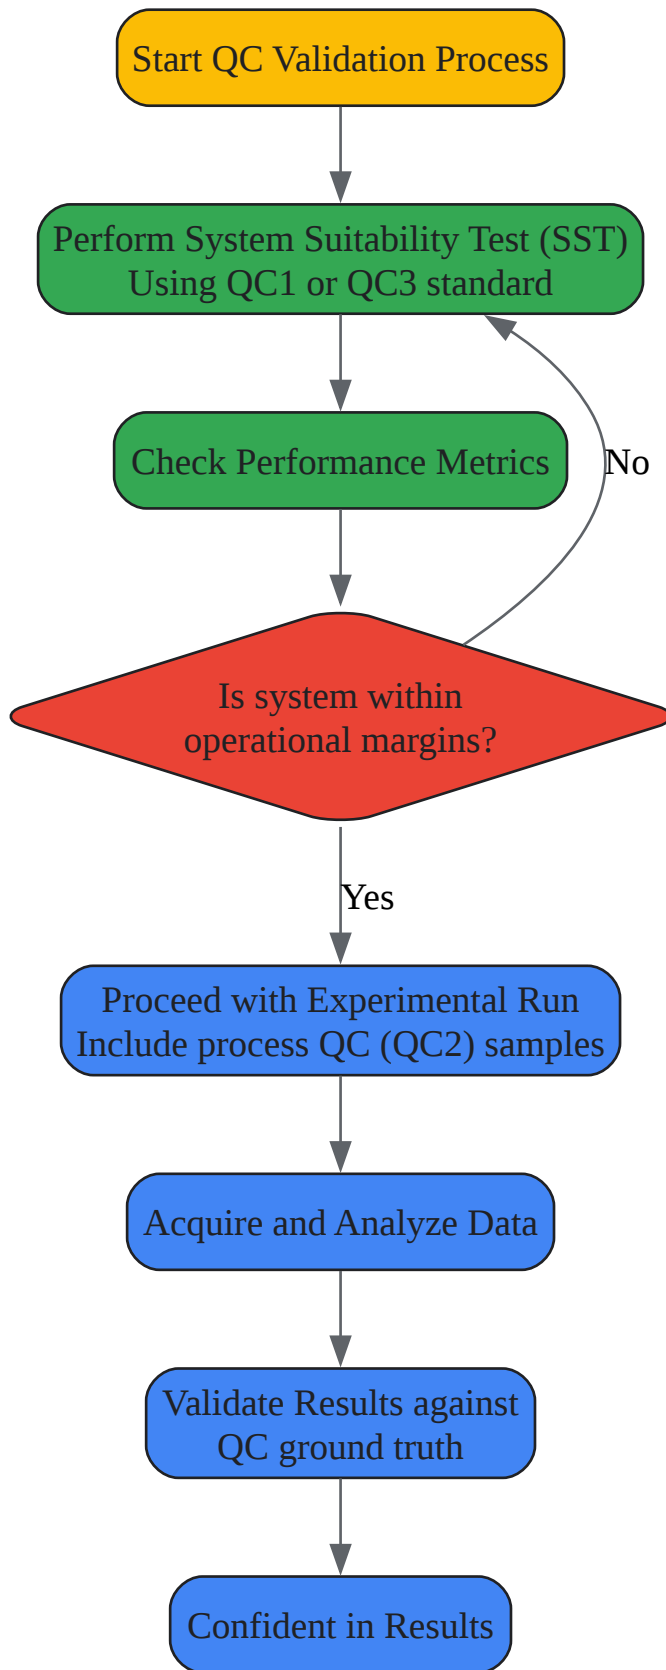 Start QC Validation Process
Perform System Suitability Test (SST)
Using QC1 or QC3 standard
Check Performance Metrics
No
Is system within
operational margins?
Yes
Proceed with Experimental Run
Include process QC (QC2) samples
Acquire and Analyze Data
Validate Results against
QC ground truth
Confident in Results